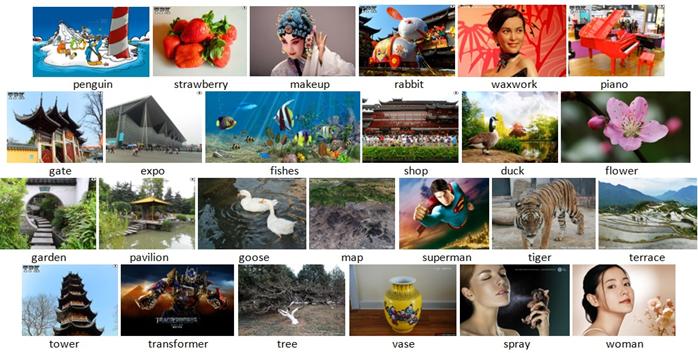 penguin strawberry makeup rabbit waxwork piano
gate expo fishes shop duck flower
garden pavilion goose map superman tiger terrace
TRANSFORMERS
tower transformer tree vase spray woman